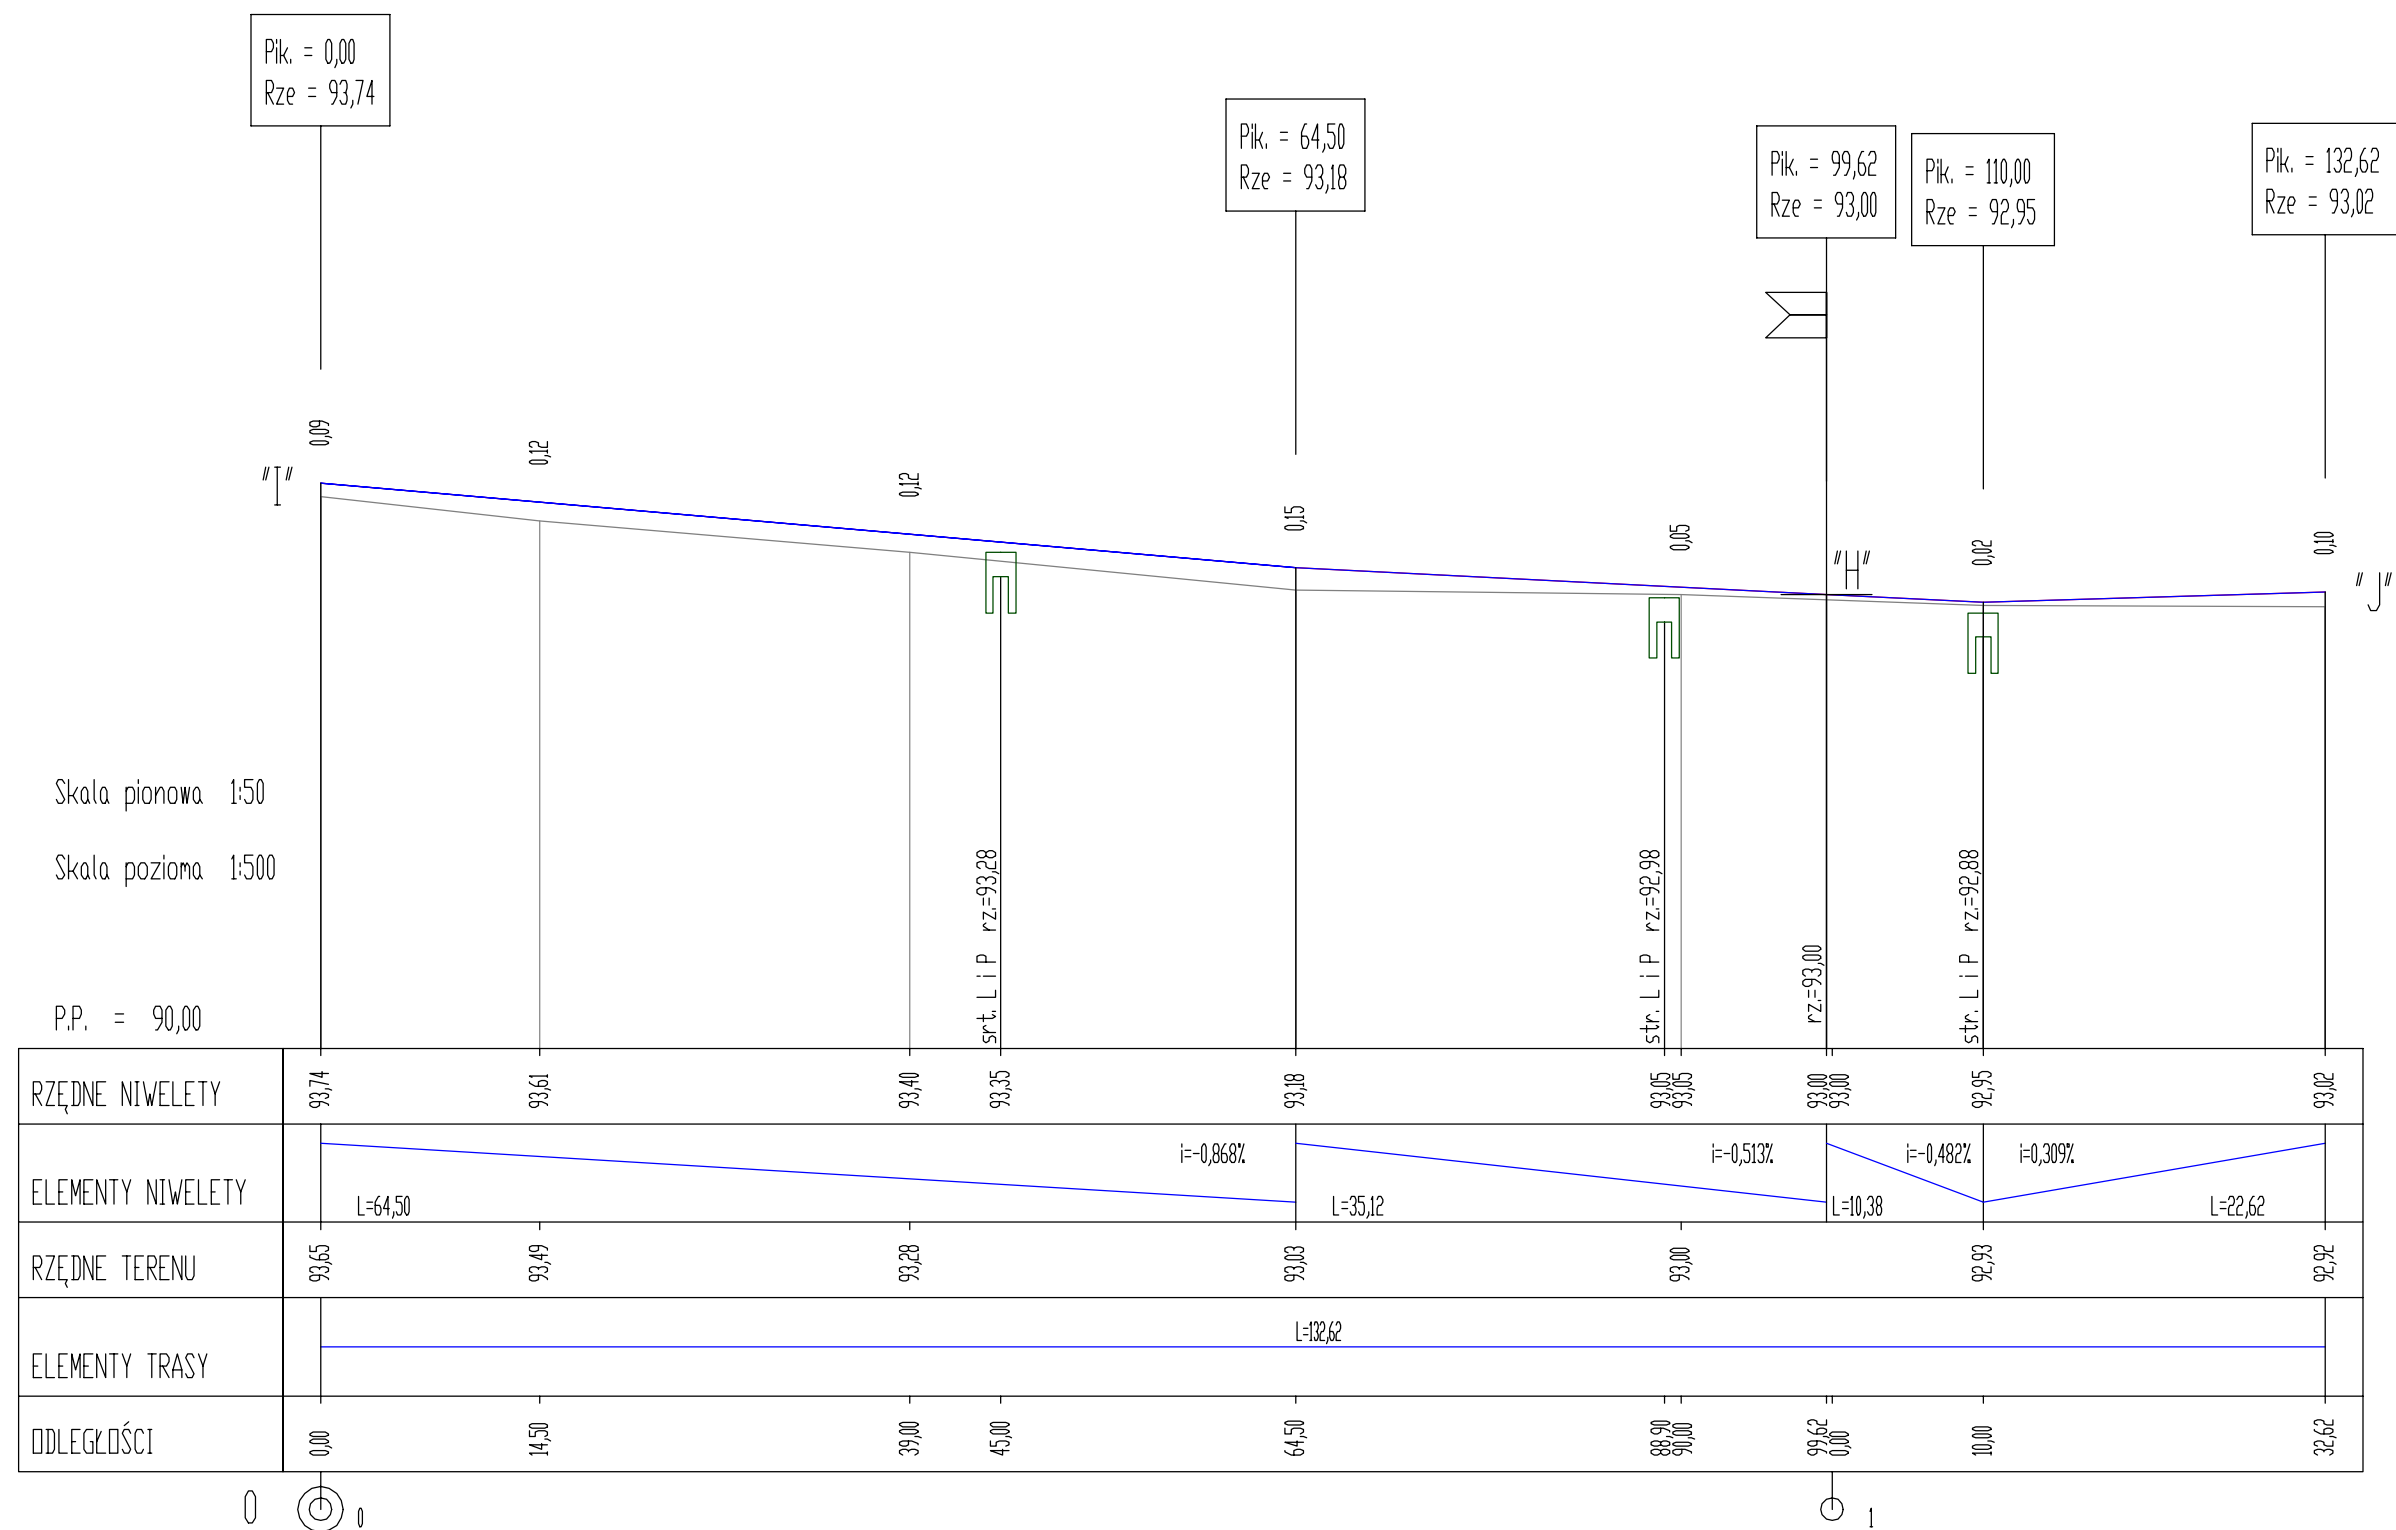 Pik. = 0,00
Rze = 93,74
Pik. = 64,50
Rze = 93,18
Pik. = 99,62
Rze = 93,00
Pik. = 110,00
Rze = 92,95
Pik. = 132,62
Rze = 93,02
0,09
0,12
0,12
0,15
0,05
0,02
0,10
"I"
"H"
"J"
Skala pionowa 1:50
Skala pozioma 1:500
P.P. = 90,00
srt. L i P rz.=93,28
str. L i P rz.=92,98
rz.=93,00
str. L i P rz.=92,88
RZĘDNE NIWELETY 93,74 93,61 93,40 93,35 93,18 93,05 93,05 93,00 93,00 92,95 93,02
ELEMENTY NIWELETY
i=-0,868% i=-0,513% i=-0,482% i=0,309%
L=64,50 L=35,12 L=10,38 L=22,62
RZĘDNE TERENU 93,65 93,49 93,28 93,03 93,00 92,93 92,92
ELEMENTY TRASY
L=132,62
ODLEGŁOŚCI 0,00 14,50 39,00 45,00 64,50 88,90 90,00 99,62 0,00 10,00 32,62
0 0 1